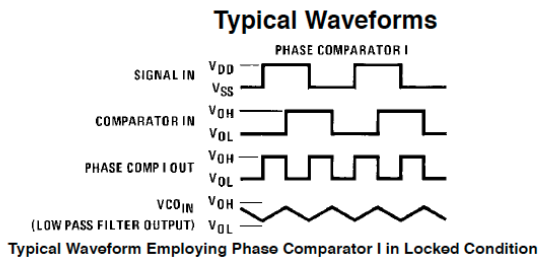 Typical Waveforms
PHASE COMPARATOR I
SIGNAL IN VDD
VSS
COMPARATOR IN VOH
VOL
PHASE COMP I OUT VOH
VOL
VCOIN VOH
(LOW PASS FILTER OUTPUT) VOL
Typical Waveform Employing Phase Comparator I in Locked Condition